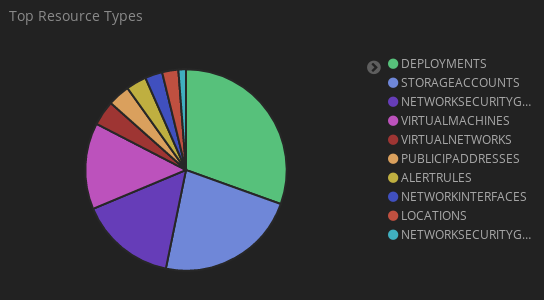 Top Resource Types
DEPLOYMENTS
STORAGEACCOUNTS
NETWORKSECURITYG...
VIRTUALMACHINES
VIRTUALNETWORKS
PUBLICIPADDRESSES
ALERTRULES
NETWORKINTERFACES
LOCATIONS
NETWORKSECURITYG...